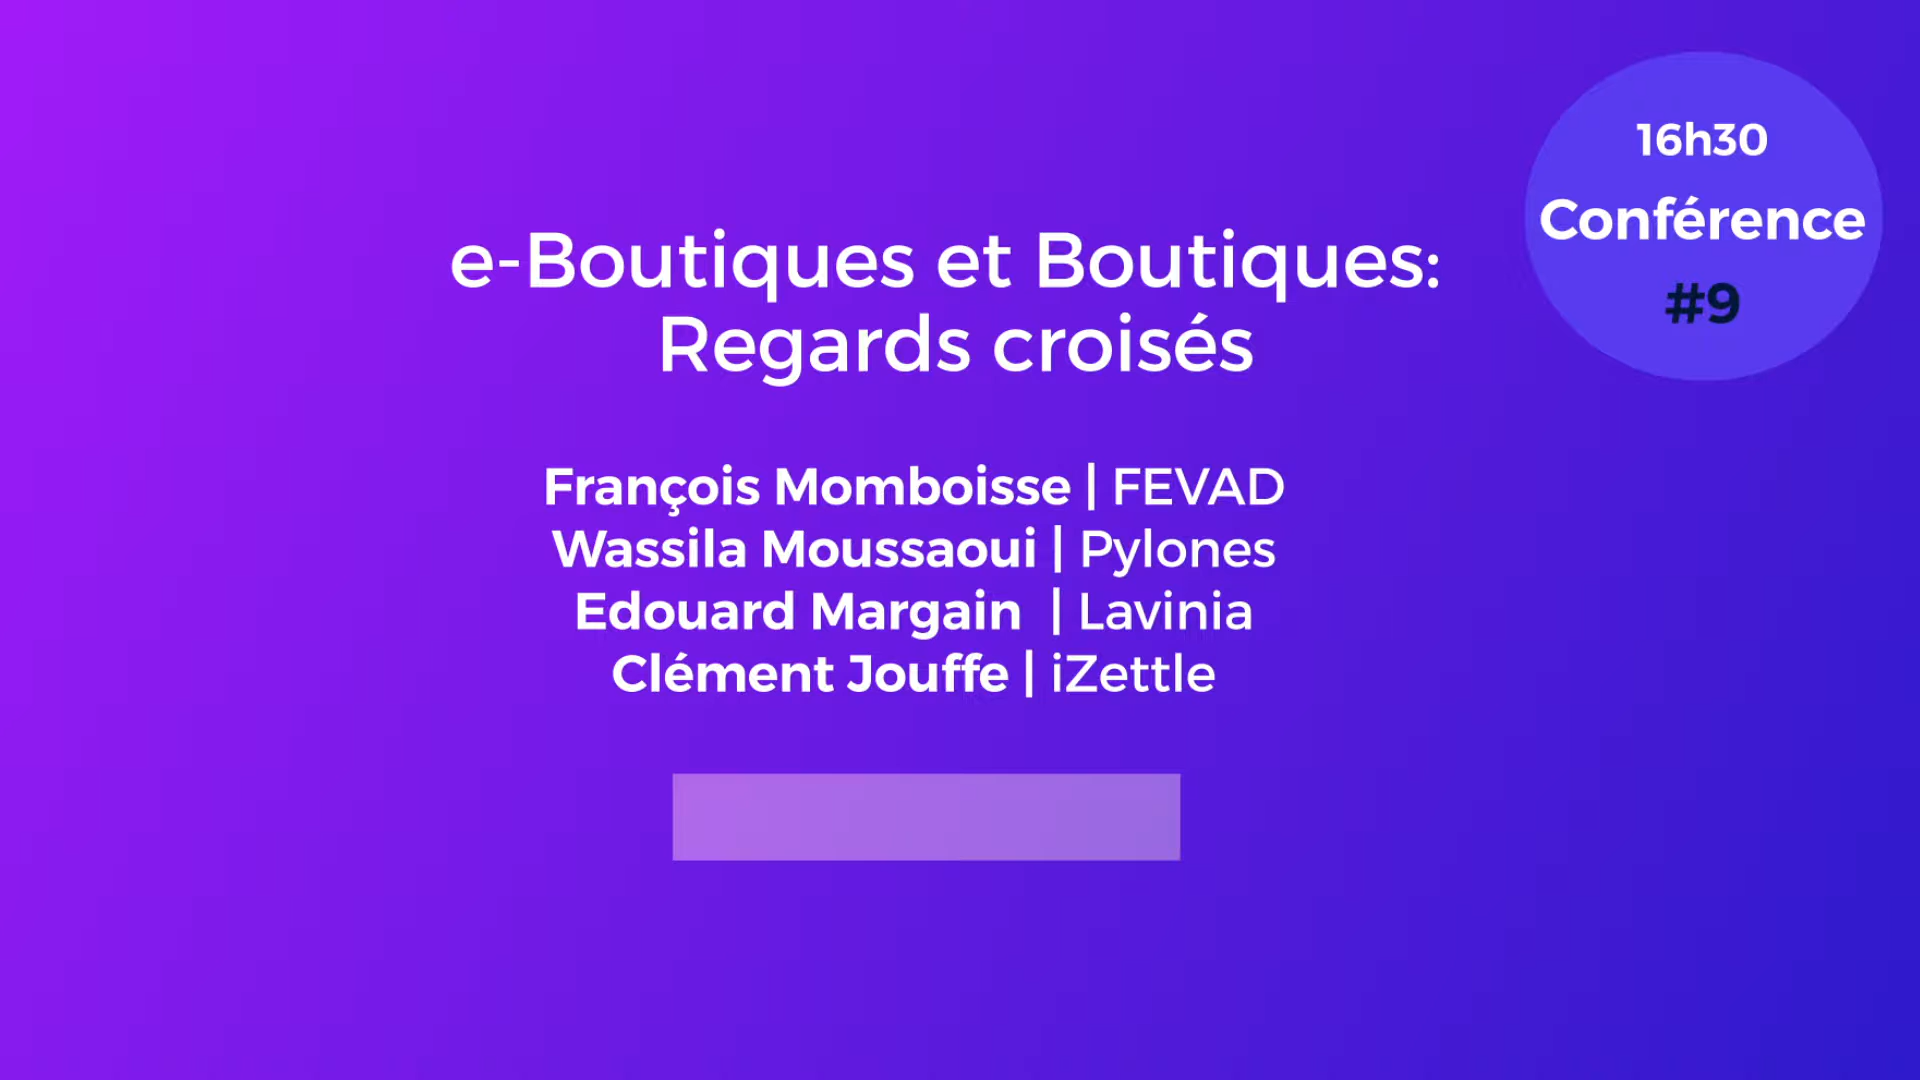 16h30
Conférence
#9
e-Boutiques et Boutiques:
Regards croisés
François Momboisse | FEVAD
Wassila Moussaoui | Pylones
Edouard Margain | Lavinia
Clément Jouffe | iZettle